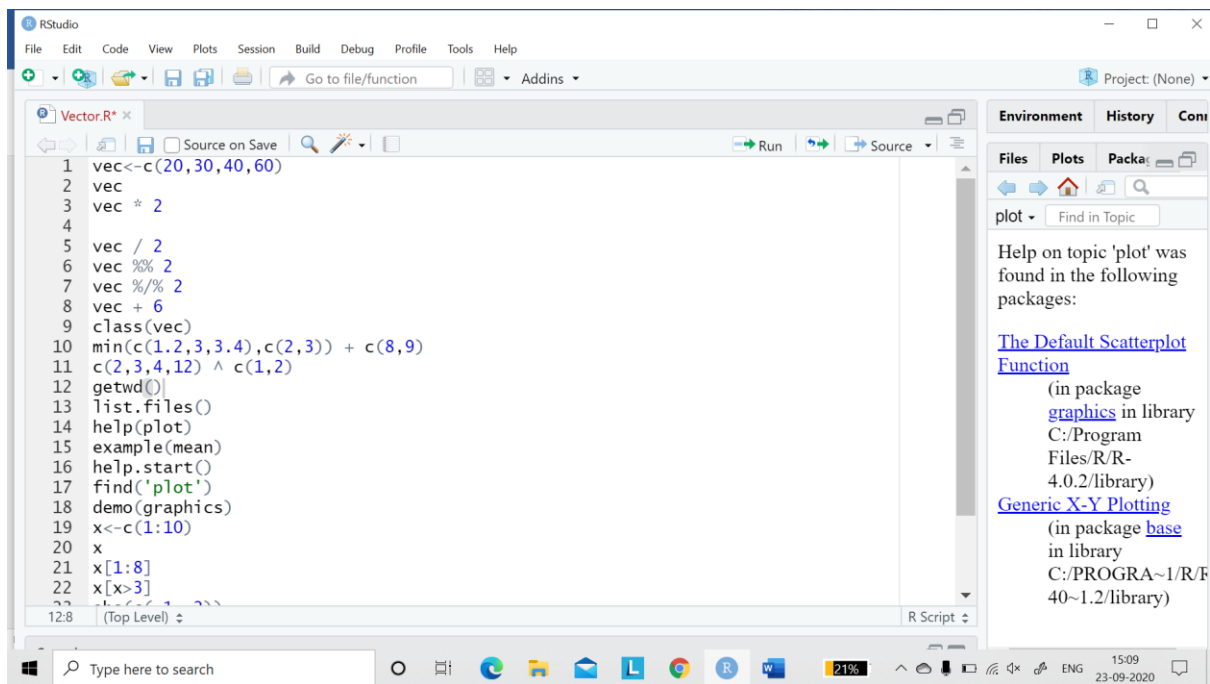 RStudio
File Edit Code View Plots Session Build Debug Profile Tools Help
Go to file/function Addins Project: (None)
Vector.R*
Source on Save Run Source
1 vec<-c(20,30,40,60)
2 vec
3 vec * 2
4
5 vec / 2
6 vec %% 2
7 vec %/% 2
8 vec + 6
9 class(vec)
10 min(c(1.2,3,3.4),c(2,3)) + c(8,9)
11 c(2,3,4,12) ^ c(1,2)
12 getwd()
13 list.files()
14 help(plot)
15 example(mean)
16 help.start()
17 find('plot')
18 demo(graphics)
19 x<-c(1:10)
20 x
21 x[1:8]
22 x[x>3]
12:8 (Top Level) R Script
Environment History Con
Files Plots Packa
plot Find in Topic
Help on topic 'plot' was
found in the following
packages:
The Default Scatterplot
Function
(in package
graphics in library
C:/Program
Files/R/R-
4.0.2/library)
Generic X-Y Plotting
(in package base
in library
C:/PROGRA~1/R/R
40~1.2/library)
Type here to search L R W 21% ENG 15:09
23-09-2020